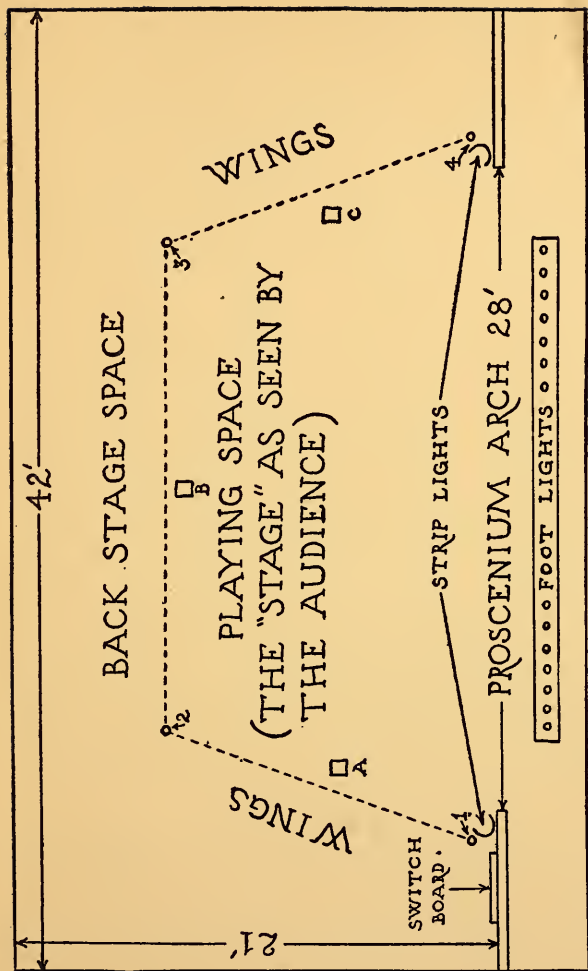 42'
BACK STAGE SPACE
WINGS
WINGS
2
3
B
PLAYING SPACE
(THE "STAGE" AS SEEN BY
THE AUDIENCE)
A
C
21'
1
4
SWITCH
BOARD.
STRIP LIGHTS
PROSCENIUM ARCH 28'
FOOT LIGHTS